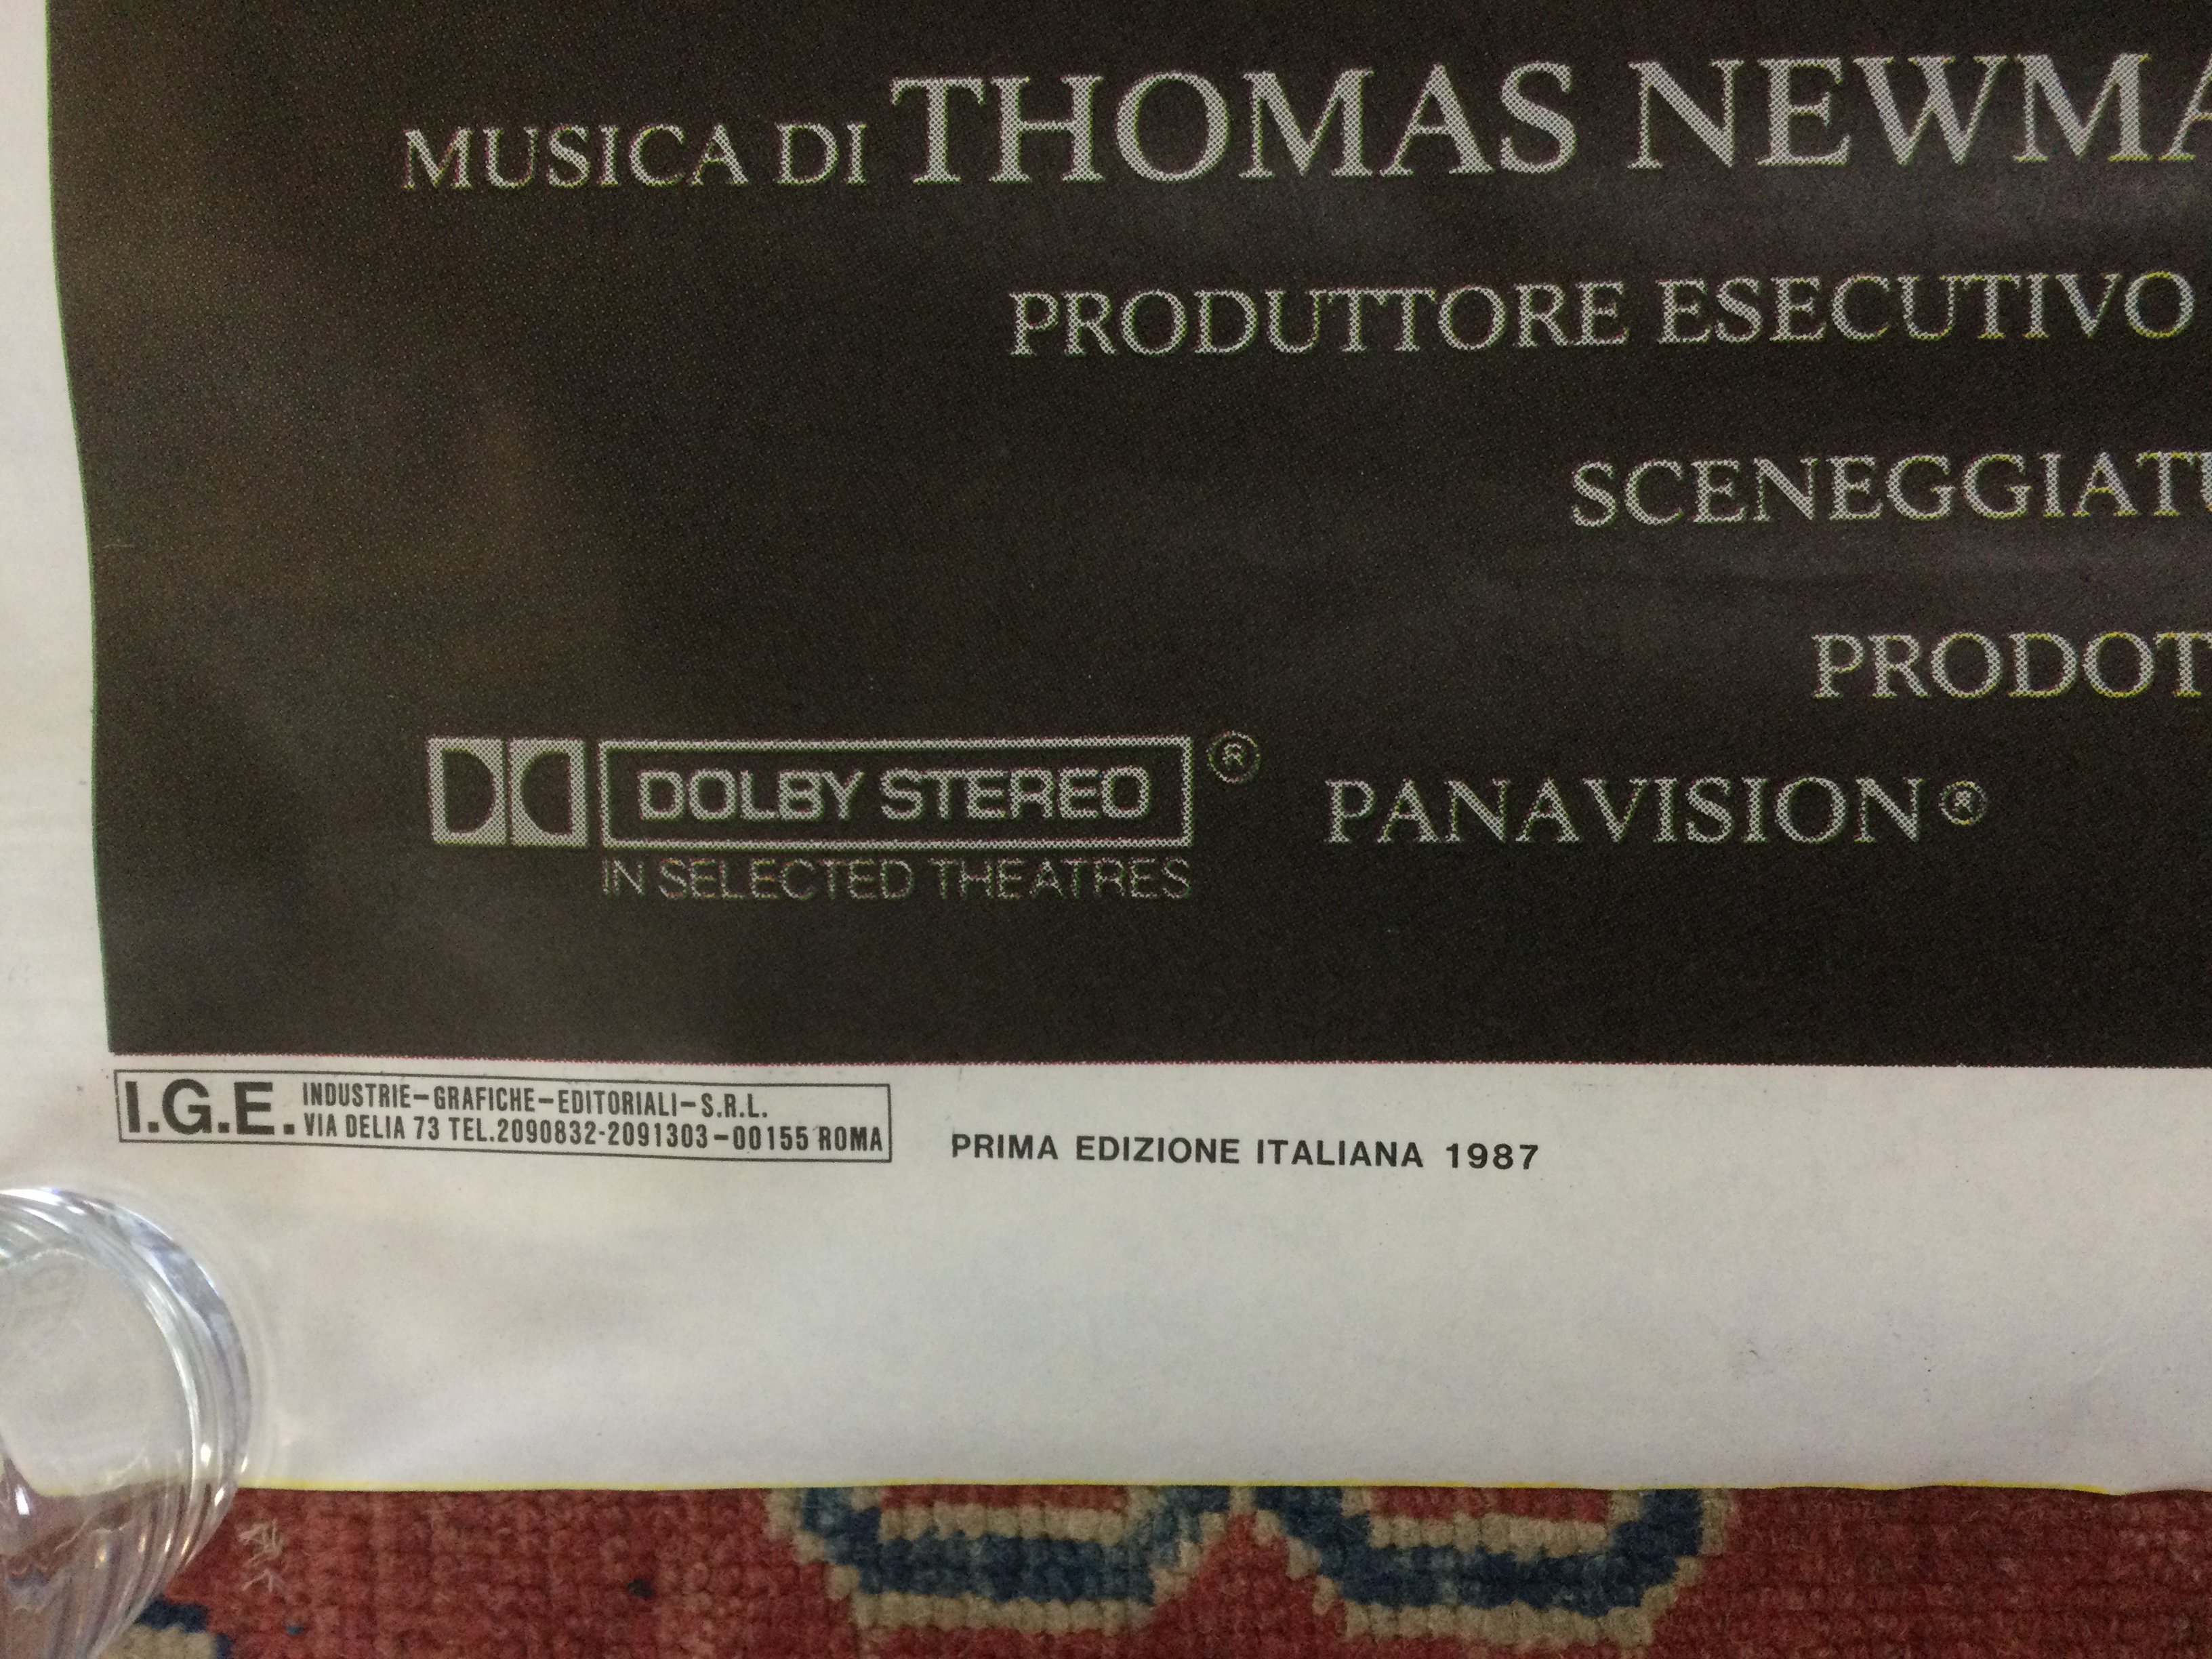 MUSICA DI THOMAS NEWMA
PRODUTTORE ESECUTIVO
SCENEGGIATU
PRODOT
DOLBY STEREO ® PANAVISION®
IN SELECTED THEATRES
I.G.E. INDUSTRIE-GRAFICHE-EDITORIALI-S.R.L.
VIA DELIA 73 TEL.2090832-2091303-00155 ROMA
PRIMA EDIZIONE ITALIANA 1987